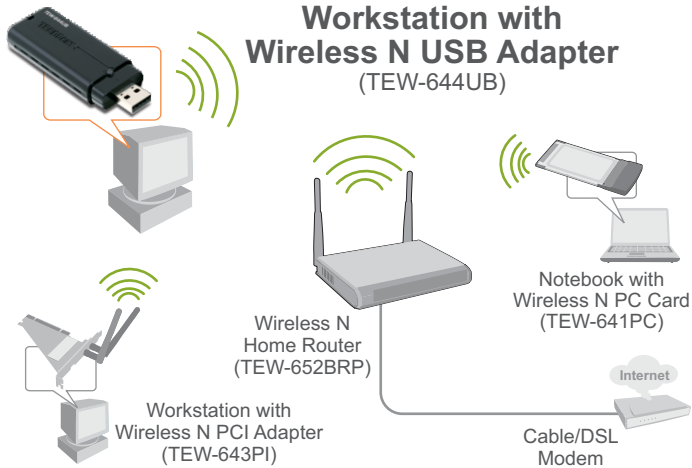 Workstation with
Wireless N USB Adapter
(TEW-644UB)
Notebook with
Wireless N PC Card
(TEW-641PC)
Wireless N
Home Router
(TEW-652BRP)
Internet
Workstation with
Wireless N PCI Adapter
(TEW-643PI)
Cable/DSL
Modem